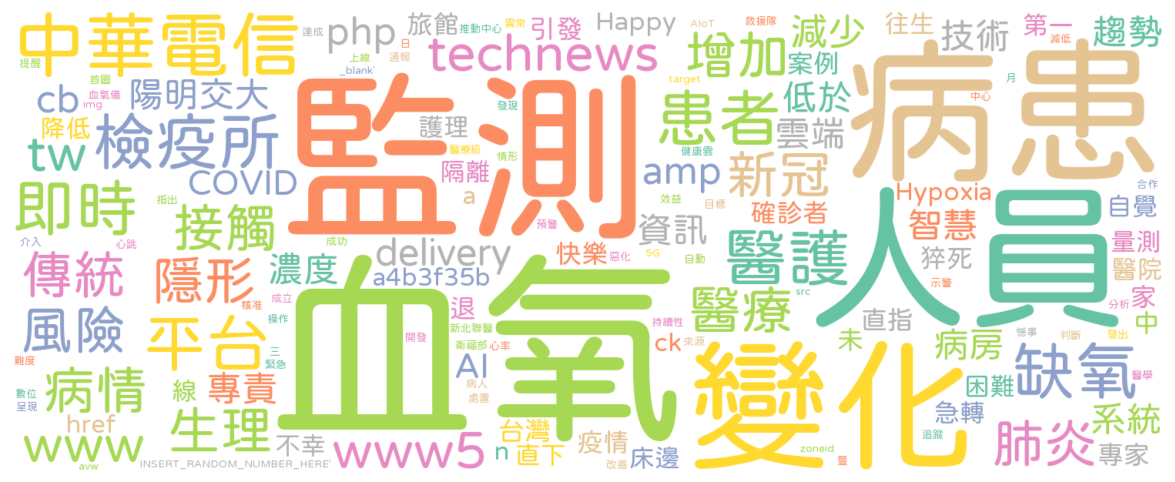 中華電信
達成
php
旅館
推動中心
異常
引發
Happy
AIoT
救援隊
減少
往生
技術
第一
減低
趨勢
提醒
上線
日
通報
_blank'
technews
增加
案例
target
月
首圖
血氧儀
img
cb
陽明交大
監測
發現
患者
低於
雲端
病患
中心
降低
tw
檢疫所
護理
醫療級
情形
隔離
健康雲
COVID
a
amp
新冠
Hypoxia
合作
自覺
即時
指出
接觸
預警
效益
目標
確診者
智慧
人員
量測
介入
心跳
成功
delivery
快樂
惡化
資訊
5G
自動
醫護
猝死
示警
醫院
傳統
隱形
濃度
a4b3f35b
核准
成立
退
醫療
src
直指
家
分析
中
風險
平台
操作
開發
新北聯醫
持續性
衛福部
心率
ck
來源
未
病房
憾事
判斷
發出
難度
三
緊急
AI
血氧
變化
缺氧
醫學
數位
呈現
病情
線
專責
病人
處置
困難
href
生理
急轉
系統
www
avw
不幸
INSERT_RANDOM_NUMBER_HERE'
www5
n
台灣
直下
疫情
改善
床邊
zoneid
暨
追蹤
肺炎
專家